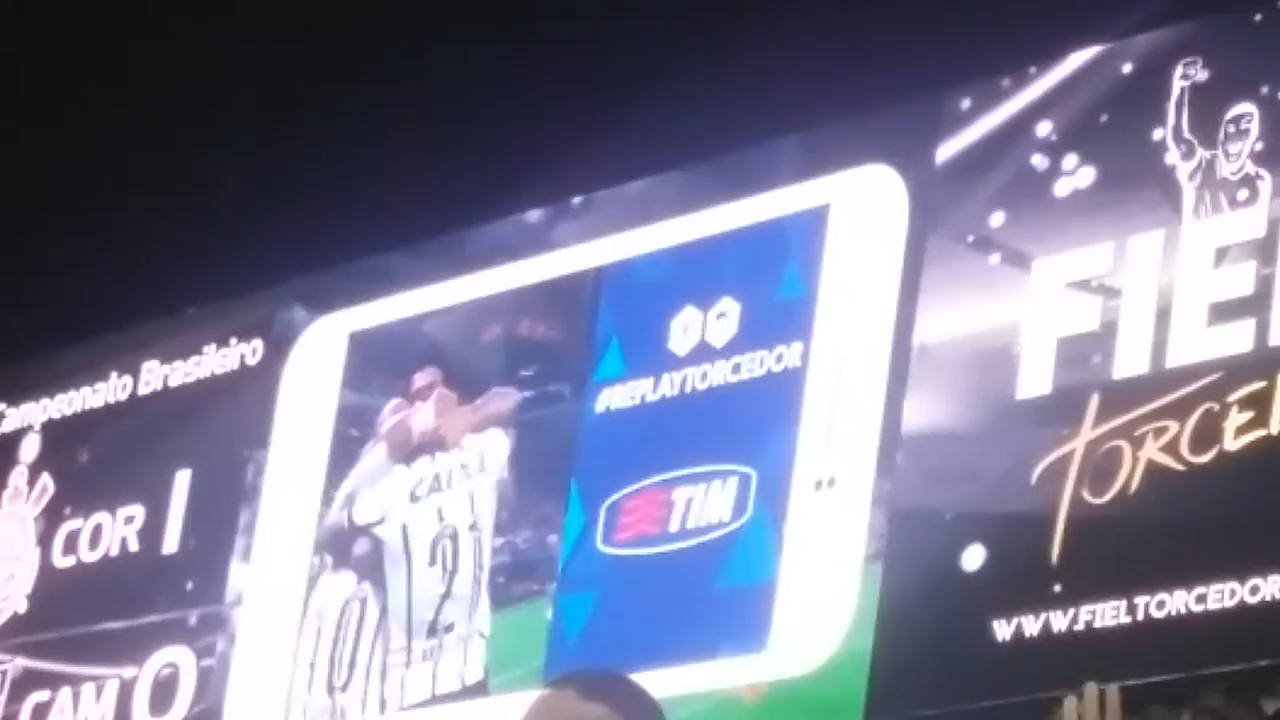 Campeonato Brasileiro
COR 1
CAM 0
#REPLAYTORCEDOR
TIM
FIEL
TORCE
WWW.FIELTORCEDOR